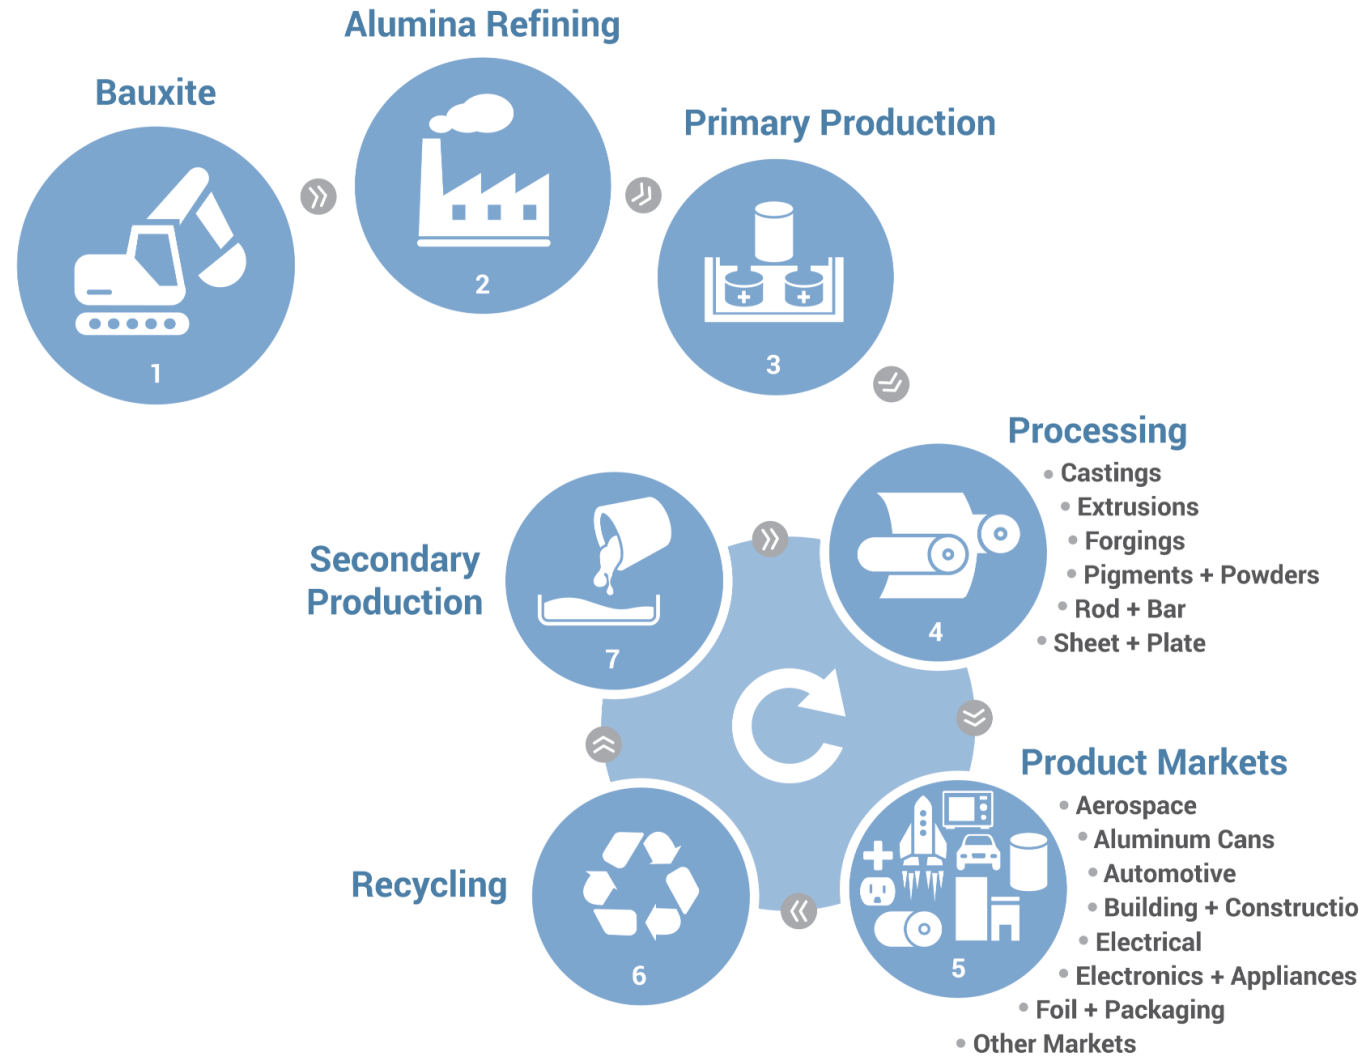 Alumina Refining
Bauxite
Primary Production
1
2
3
Processing
• Castings
• Extrusions
• Forgings
• Pigments + Powders
• Rod + Bar
• Sheet + Plate
4
Secondary
Production
7
Product Markets
• Aerospace
• Aluminum Cans
• Automotive
• Building + Constructio
• Electrical
• Electronics + Appliances
• Foil + Packaging
• Other Markets
5
Recycling
6